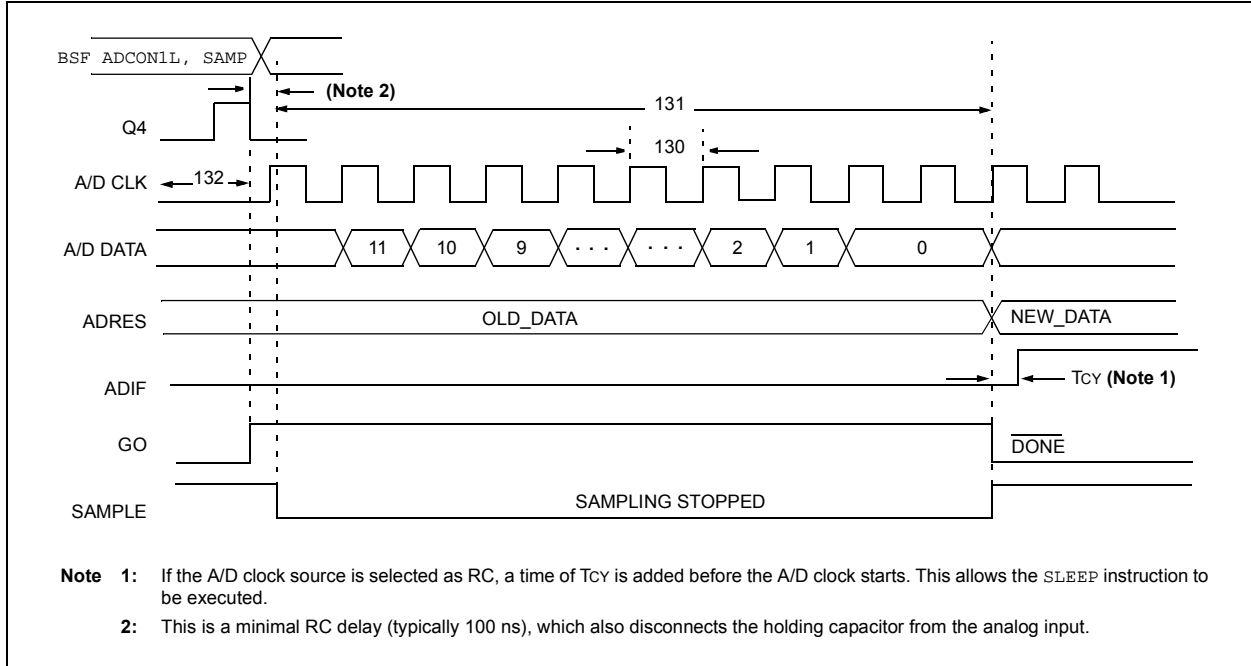 BSF ADCON1L, SAMP
(Note 2)
131
Q4
130
A/D CLK
132
A/D DATA
11
10
9
. . .
. . .
2
1
0
ADRES
OLD_DATA
NEW_DATA
ADIF
TCY (Note 1)
GO
DONE
SAMPLE
SAMPLING STOPPED
Note 1: If the A/D clock source is selected as RC, a time of TCY is added before the A/D clock starts. This allows the SLEEP instruction to
be executed.
2: This is a minimal RC delay (typically 100 ns), which also disconnects the holding capacitor from the analog input.